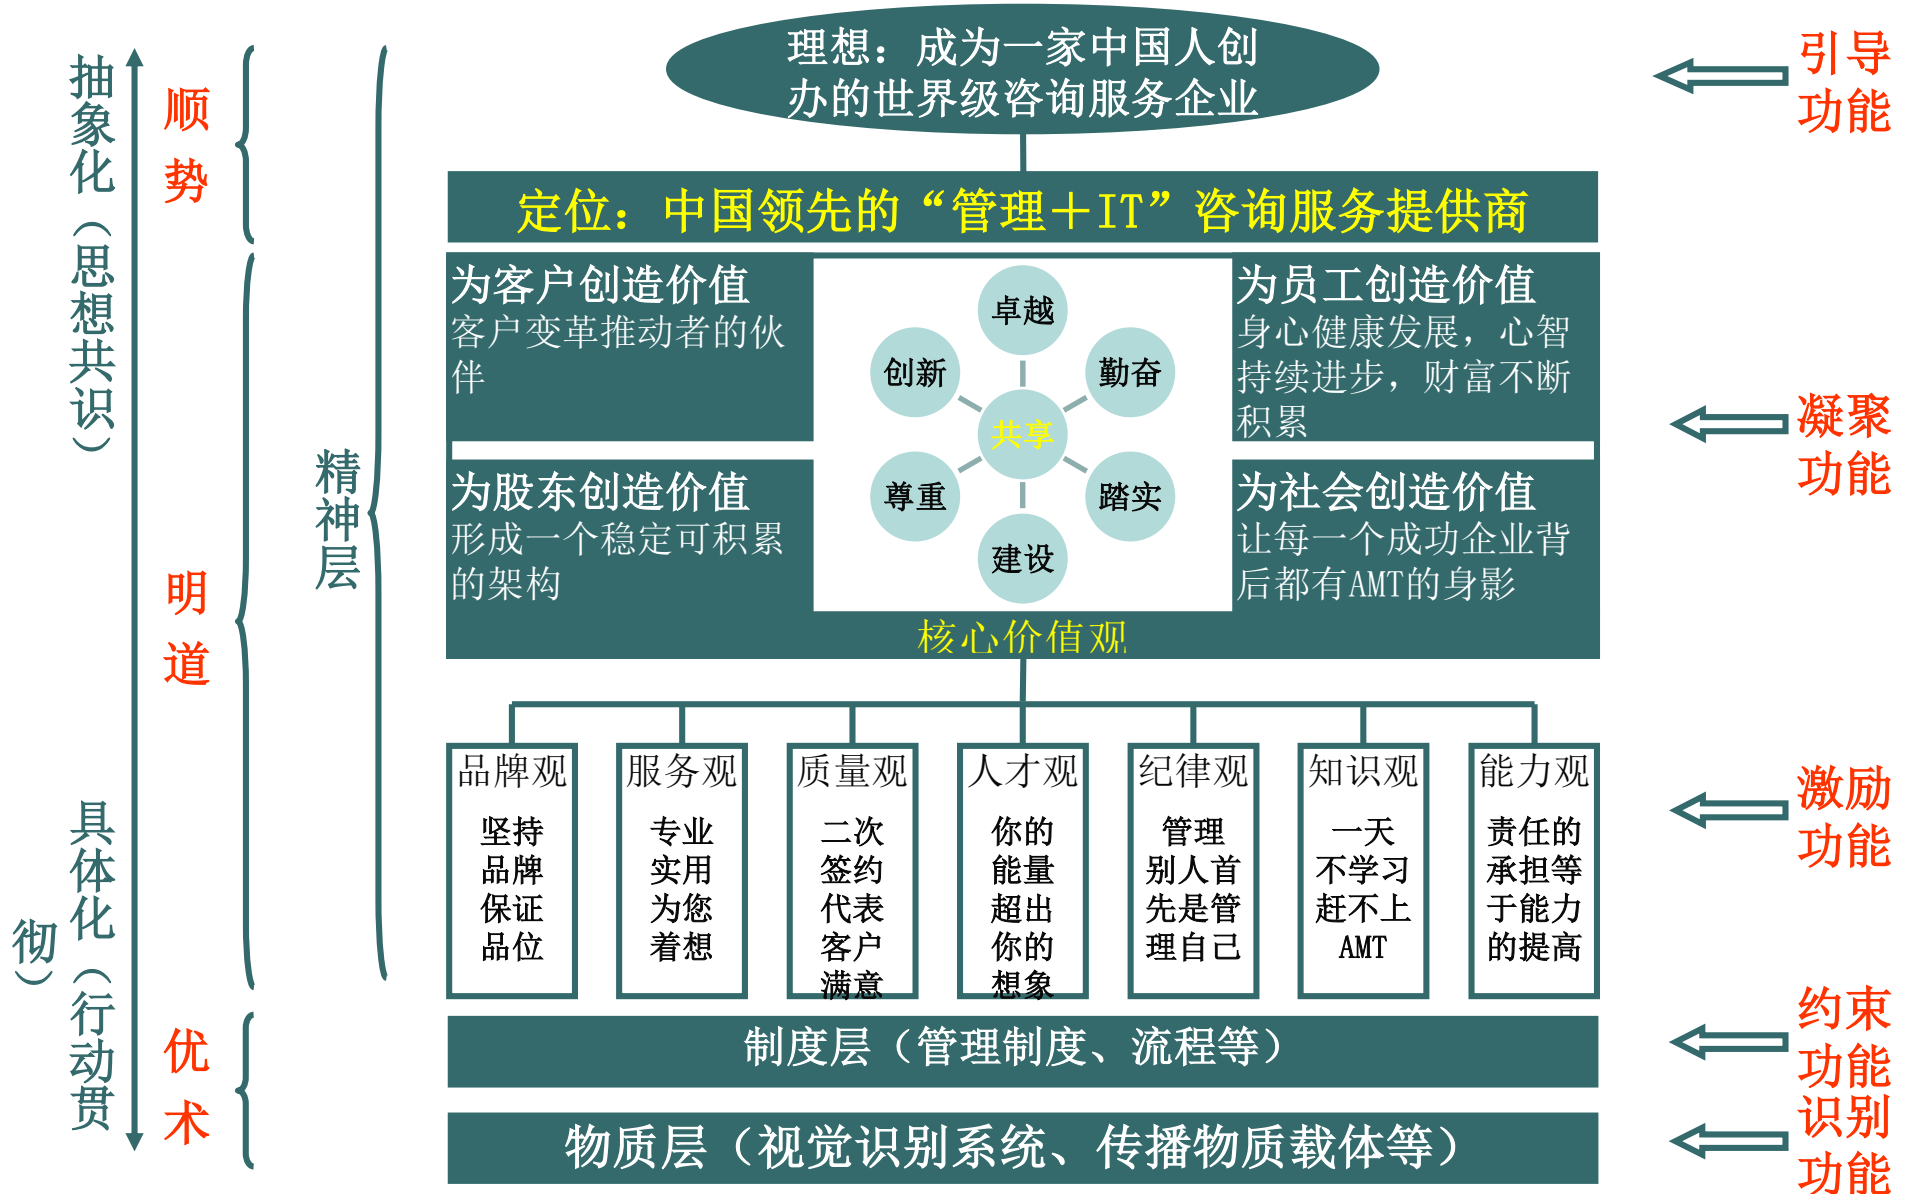 理想：成为一家中国人创
办的世界级咨询服务企业
定位：中国领先的“管理＋IT”咨询服务提供商
为客户创造价值
客户变革推动者的伙
伴
为员工创造价值
身心健康发展，心智
持续进步，财富不断
积累
为股东创造价值
形成一个稳定可积累
的架构
为社会创造价值
让每一个成功企业背
后都有AMT的身影
卓越
创新
勤奋
共享
尊重
踏实
建设
核心价值观
品牌观
坚持
品牌
保证
品位
服务观
专业
实用
为您
着想
质量观
二次
签约
代表
客户
满意
人才观
你的
能量
超出
你的
想象
纪律观
管理
别人首
先是管
理自己
知识观
一天
不学习
赶不上
AMT
能力观
责任的
承担等
于能力
的提高
制度层（管理制度、流程等）
物质层（视觉识别系统、传播物质载体等）
抽象化（思想共识）
具体化（行动贯
彻）
顺势
明道
优术
精神层
引导
功能
凝聚
功能
激励
功能
约束
功能
识别
功能